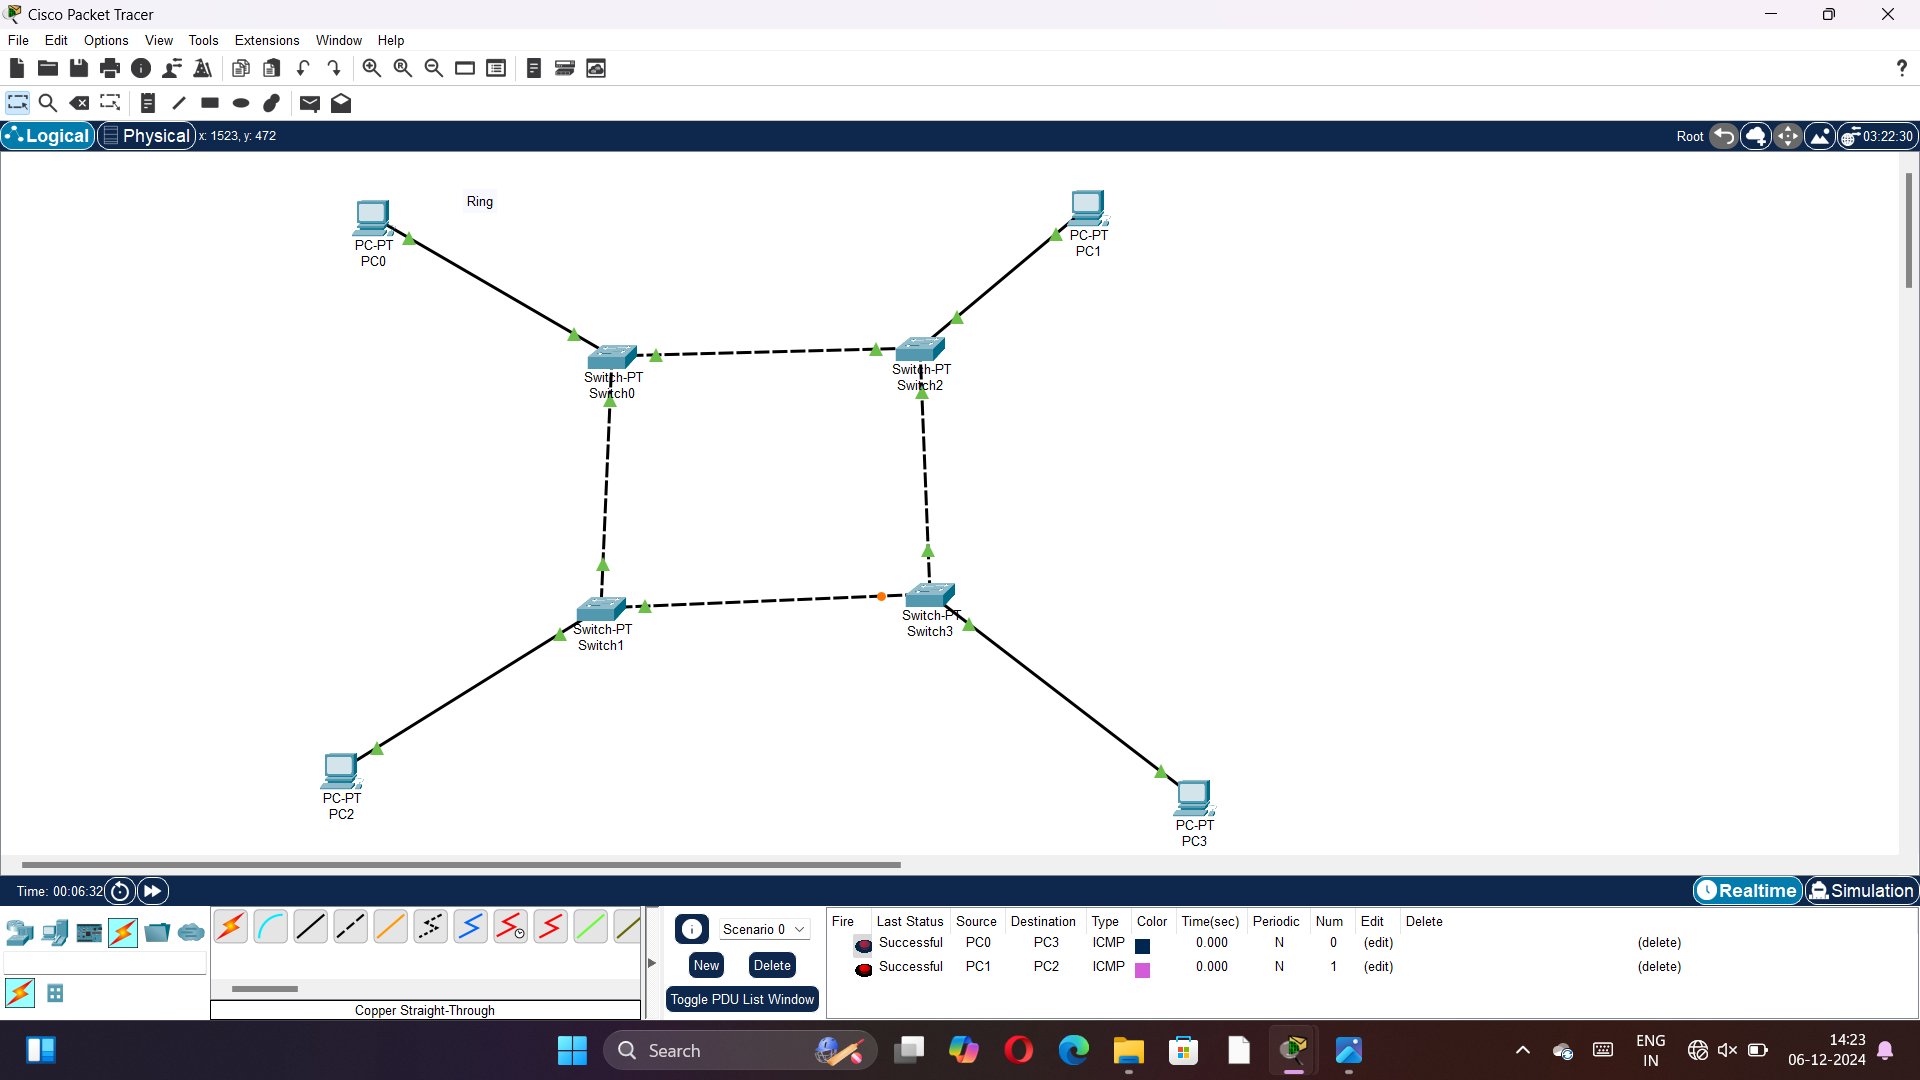 Cisco Packet Tracer
File Edit Options View Tools Extensions Window Help
?
Logical Physical x: 1523, y: 472 Root 03:22:30
Ring
PC-PT
PC0
PC-PT
PC1
Switch-PT
Switch0
Switch-PT
Switch2
Switch-PT
Switch1
Switch-PT
Switch3
PC-PT
PC2
PC-PT
PC3
Time: 00:06:32 Realtime Simulation
Scenario 0
New Delete
Toggle PDU List Window
Copper Straight-Through
Fire Last Status Source Destination Type Color Time(sec) Periodic Num Edit Delete
Successful PC0 PC3 ICMP 0.000 N 0 (edit) (delete)
Successful PC1 PC2 ICMP 0.000 N 1 (edit) (delete)
Search
ENG
IN
14:23
06-12-2024